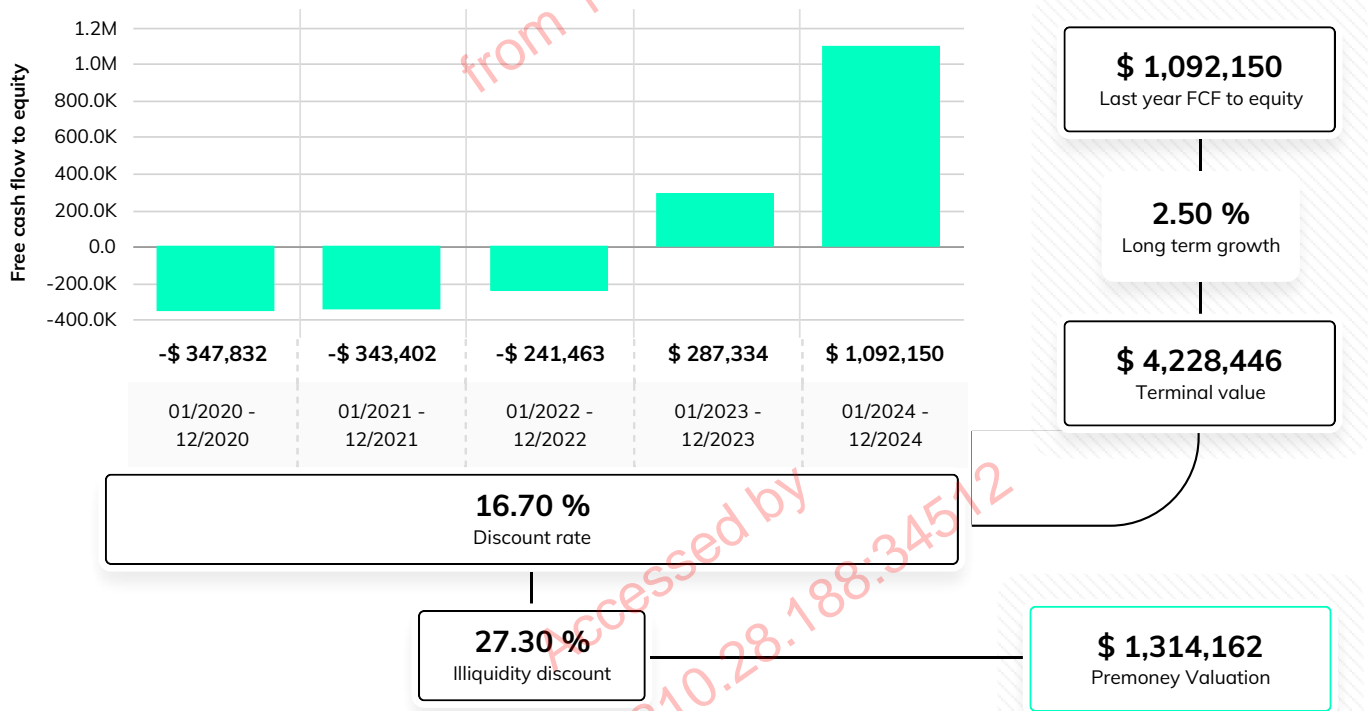 Free cash flow to equity
1.2M
1.0M
800.0K
600.0K
400.0K
200.0K
0.0
-200.0K
-400.0K
-$ 347,832
-$ 343,402
-$ 241,463
$ 287,334
$ 1,092,150
01/2020 -
12/2020
01/2021 -
12/2021
01/2022 -
12/2022
01/2023 -
12/2023
01/2024 -
12/2024
16.70 %
Discount rate
27.30 %
Illiquidity discount
$ 1,092,150
Last year FCF to equity
2.50 %
Long term growth
$ 4,228,446
Terminal value
$ 1,314,162
Premoney Valuation
from
Accessed by
210.28.188:34512